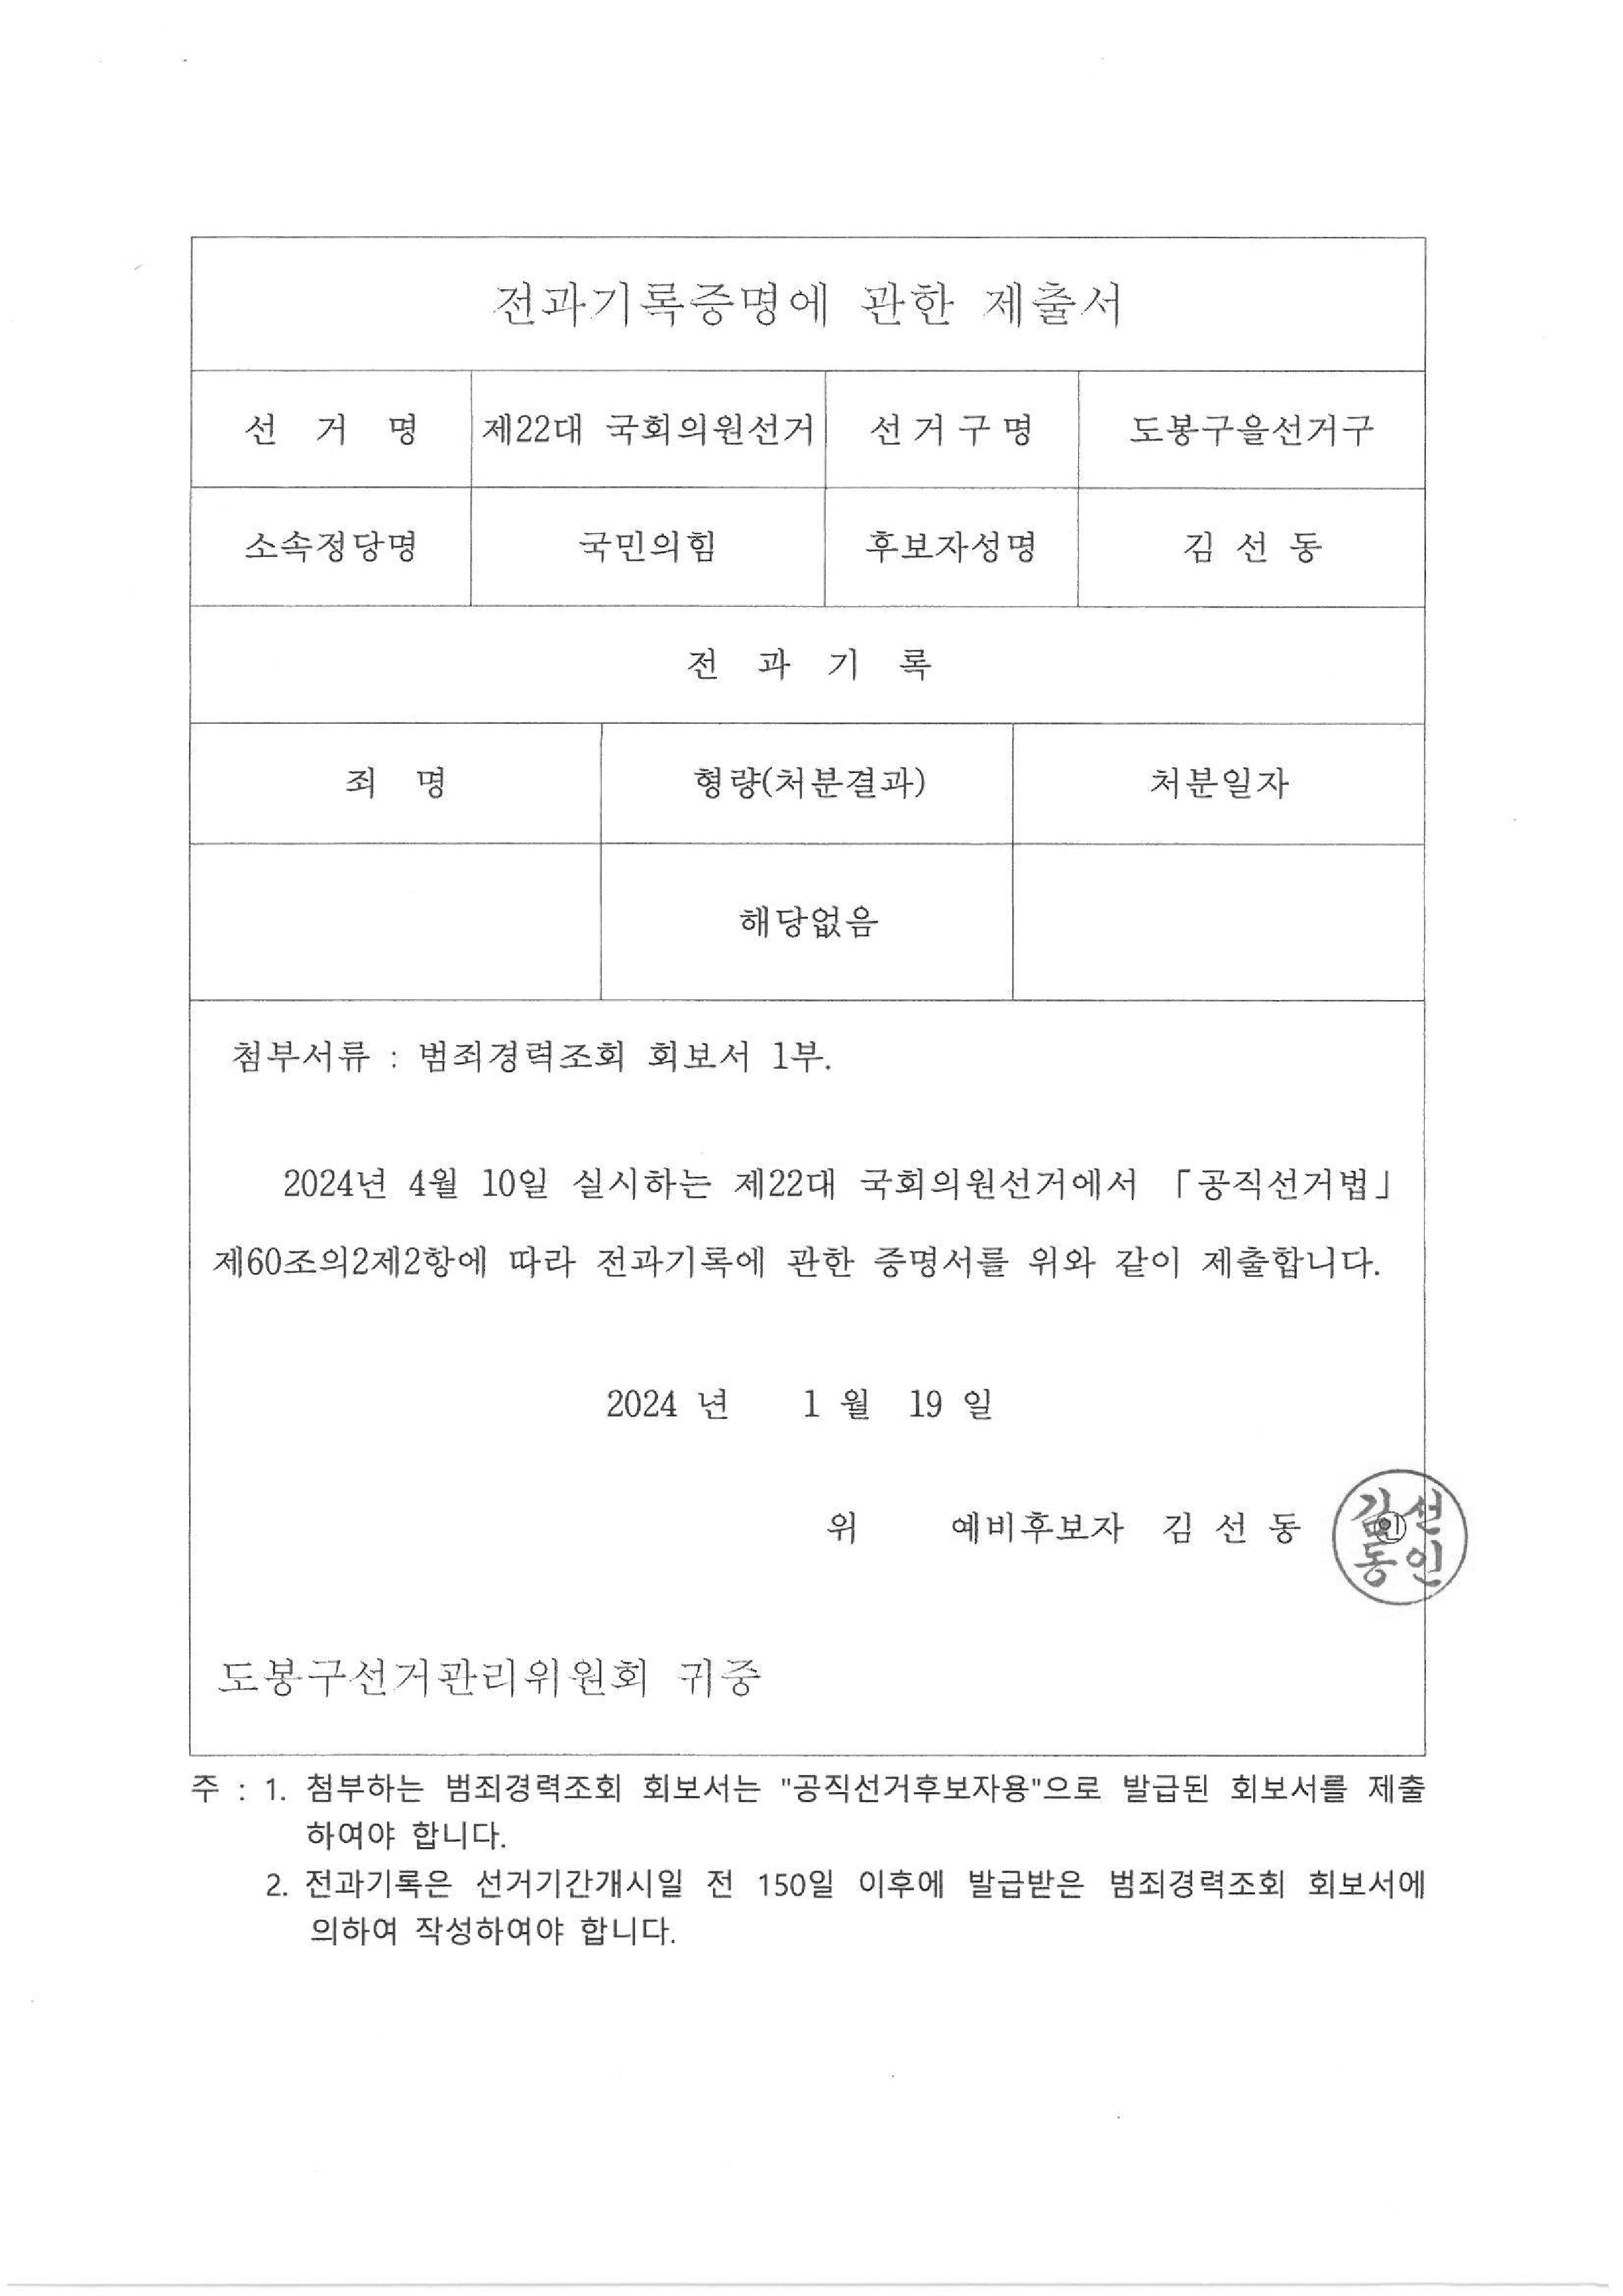 전과기록증명에 관한 제출서
선 거 명 제22대 국회의원선거 선거구명 도봉구을선거구
소속정당명 국민의힘 후보자성명 김 선 동
전 과 기 록
죄 명 형량(처분결과) 처분일자
해당없음
첨부서류 : 범죄경력조회 회보서 1부.
2024년 4월 10일 실시하는 제22대 국회의원선거에서 「공직선거법」
제60조의2제2항에 따라 전과기록에 관한 증명서를 위와 같이 제출합니다.
2024 년 1 월 19 일
위 예비후보자 김 선 동 ㊞
김선
동인
도봉구선거관리위원회 귀중
주 : 1. 첨부하는 범죄경력조회 회보서는 "공직선거후보자용"으로 발급된 회보서를 제출
하여야 합니다.
2. 전과기록은 선거기간개시일 전 150일 이후에 발급받은 범죄경력조회 회보서에
의하여 작성하여야 합니다.